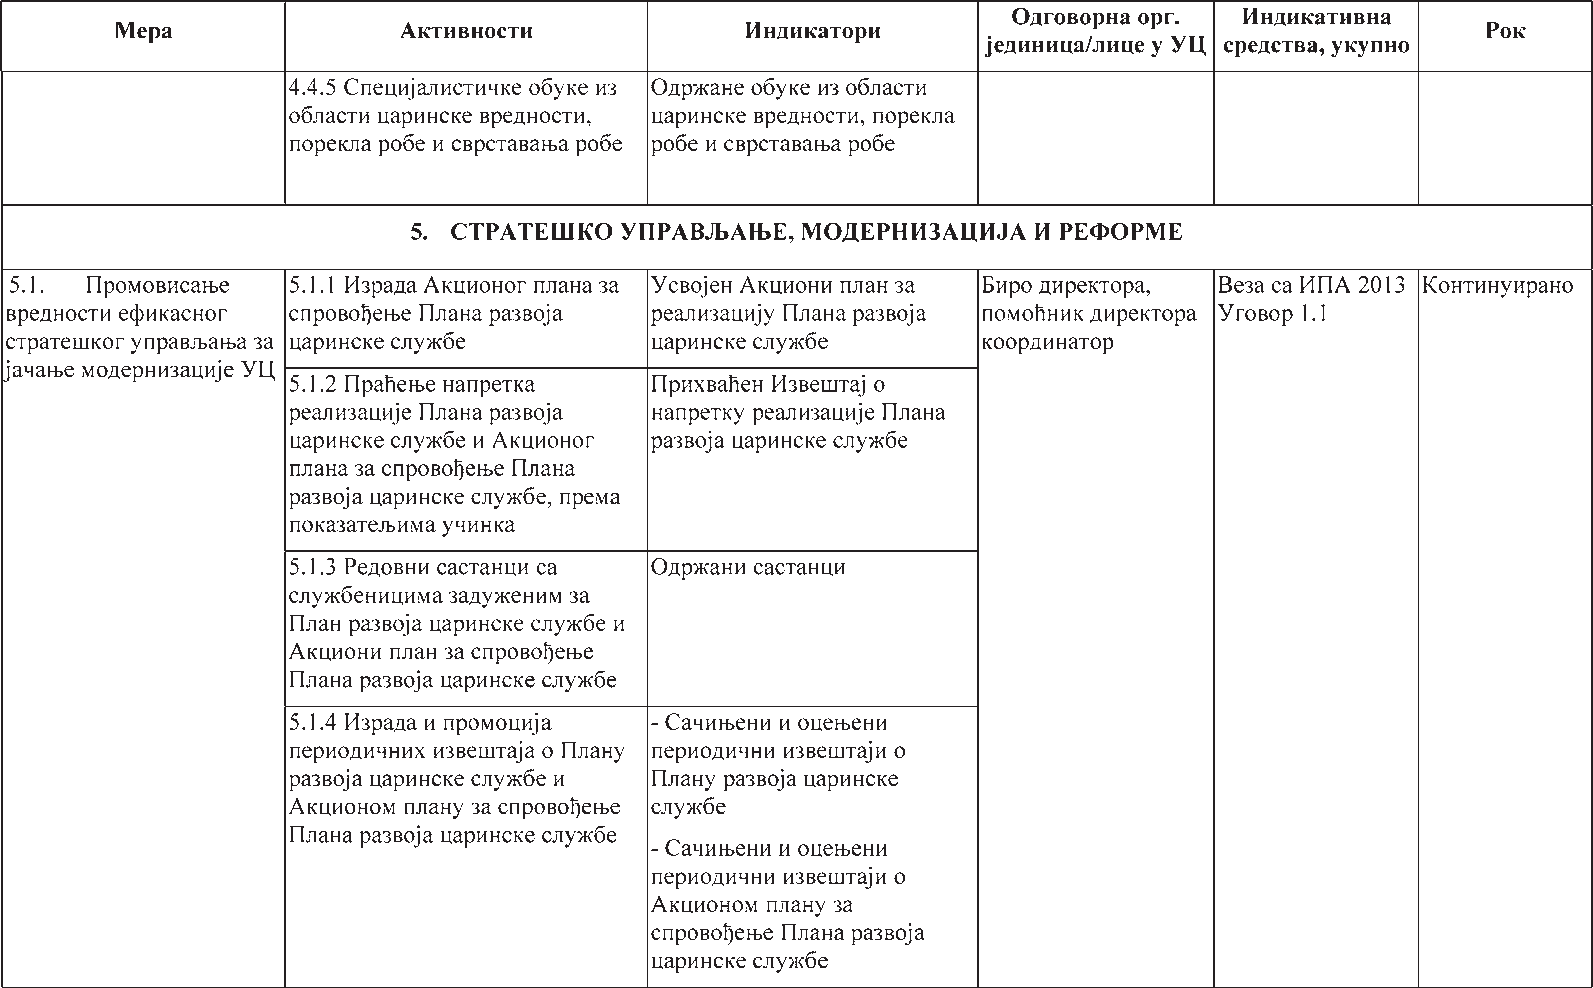 Мера
Активности
Индикатори
Одговорна орг.
јединица/лице у УЦ
Индикативна
средства, укупно
Рок
4.4.5 Специјалистичке обуке из
области царинске вредности,
порекла робе и сврставања робе
Одржане обуке из области
царинске вредности, порекла
робе и сврставања робе
5. СТРАТЕШКО УПРАВЉАЊЕ, МОДЕРНИЗАЦИЈА И РЕФОРМЕ
5.1. Промовисање
вредности ефикасног
стратешког управљања за
јачање модернизације УЦ
5.1.1 Израда Акционог плана за
спровођење Плана развоја
царинске службе
Усвојен Акциони план за
реализацију Плана развоја
царинске службе
Биро директора,
помоћник директора
координатор
Веза са ИПА 2013
Уговор 1.1
Континуирано
5.1.2 Праћење напретка
реализације Плана развоја
царинске службе и Акционог
плана за спровођење Плана
развоја царинске службе, према
показатељима учинка
Прихваћен Извештај о
напретку реализације Плана
развоја царинске службе
5.1.3 Редовни састанци са
службеницима задуженим за
План развоја царинске службе и
Акциони план за спровођење
Плана развоја царинске службе
Одржани састанци
5.1.4 Израда и промоција
периодичних извештаја о Плану
развоја царинске службе и
Акционом плану за спровођење
Плана развоја царинске службе
- Сачињени и оцењени
периодични извештаји о
Плану развоја царинске
службе
- Сачињени и оцењени
периодични извештаји о
Акционом плану за
спровођење Плана развоја
царинске службе